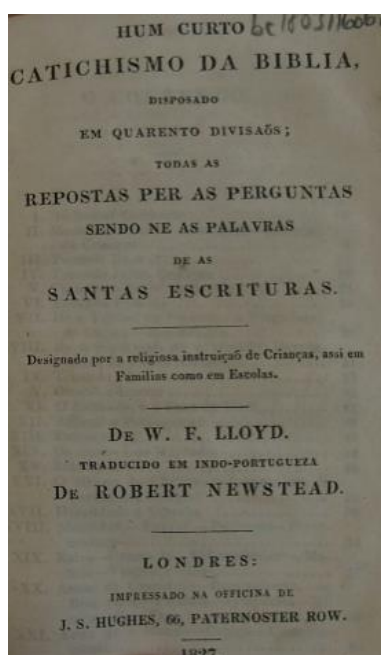 HUM CURTO
CATICHISMO DA BIBLIA,
DISPOSADO
EM QUARENTO DIVISAÕS;
TODAS AS
REPOSTAS PER AS PERGUNTAS
SENDO NE AS PALAVRAS
DE AS
SANTAS ESCRITURAS.
Designado por a religiosa instruiçaõ de Crianças, assi em
Familias como em Escolas.
DE W. F. LLOYD.
TRADUCIDO EM INDO-PORTUGUEZA
DE ROBERT NEWSTEAD.
LONDRES:
IMPRESSADO NA OFFICINA DE
J. S. HUGHES, 66, PATERNOSTER ROW.
1827